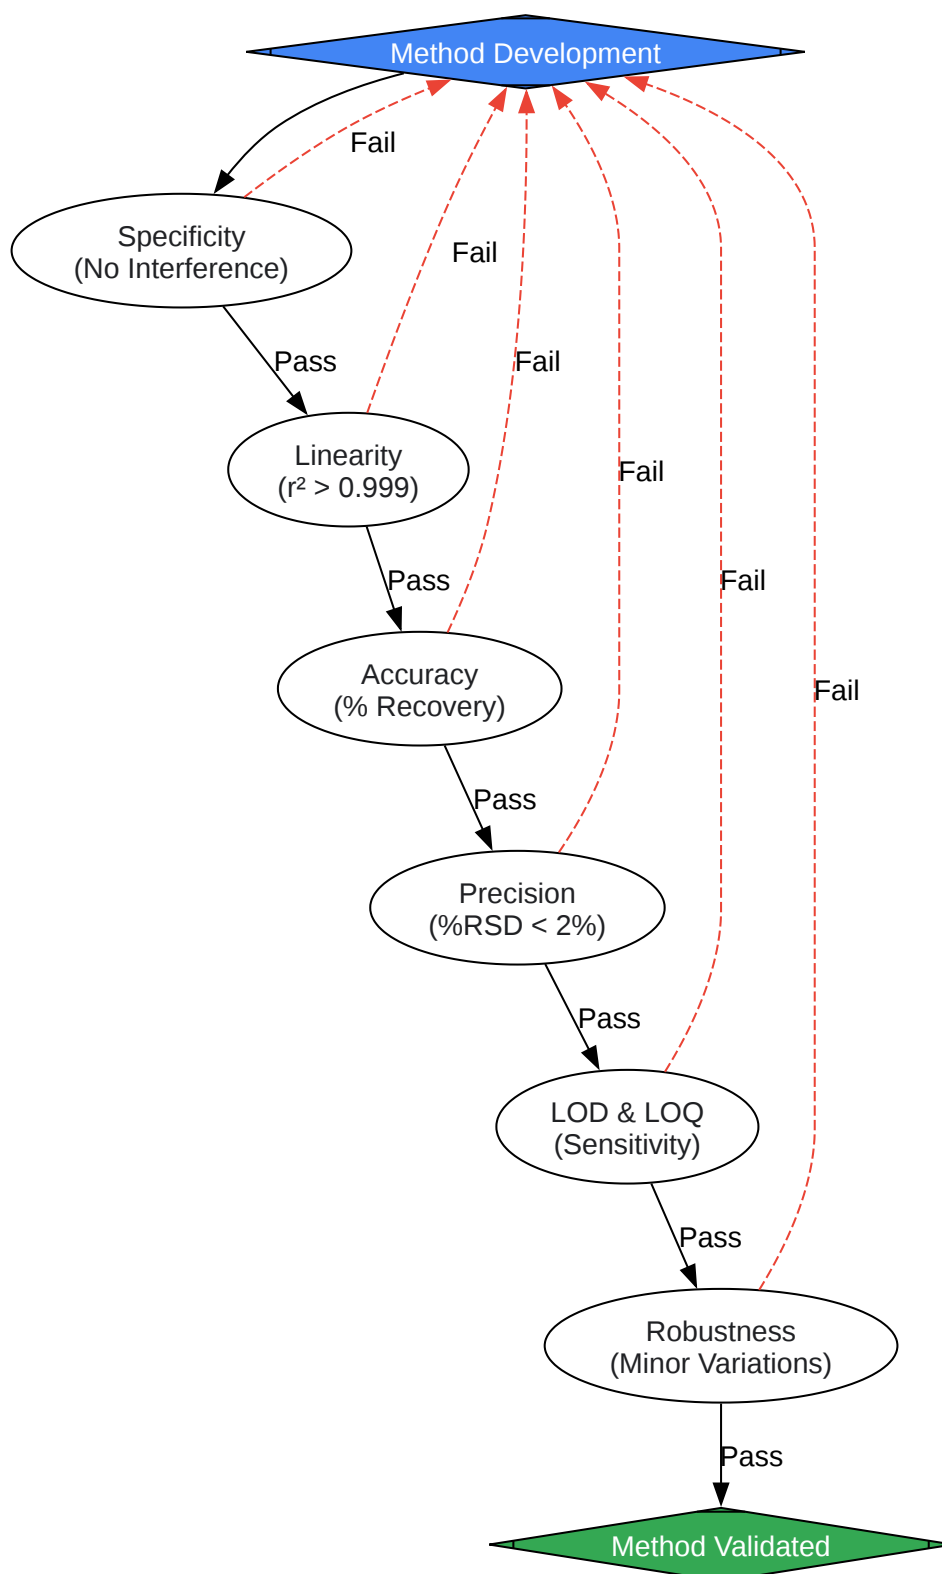 Method Development
Fail
Specificity
(No Interference)
Fail
Pass
Fail
Linearity
(r² > 0.999)
Fail
Pass
Fail
Accuracy
(% Recovery)
Fail
Pass
Precision
(%RSD < 2%)
Pass
LOD & LOQ
(Sensitivity)
Pass
Robustness
(Minor Variations)
Pass
Method Validated